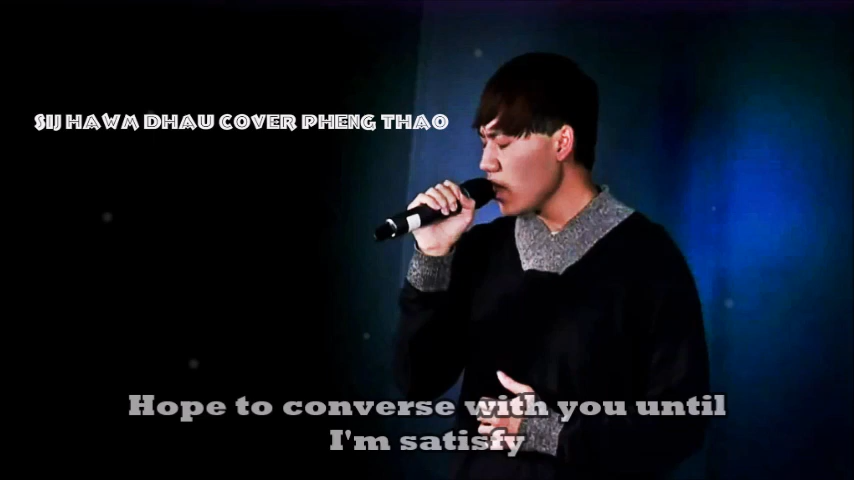 SIJ HAWM DHAU COVER PHENG THAO
Hope to converse with you until
I'm satisfy